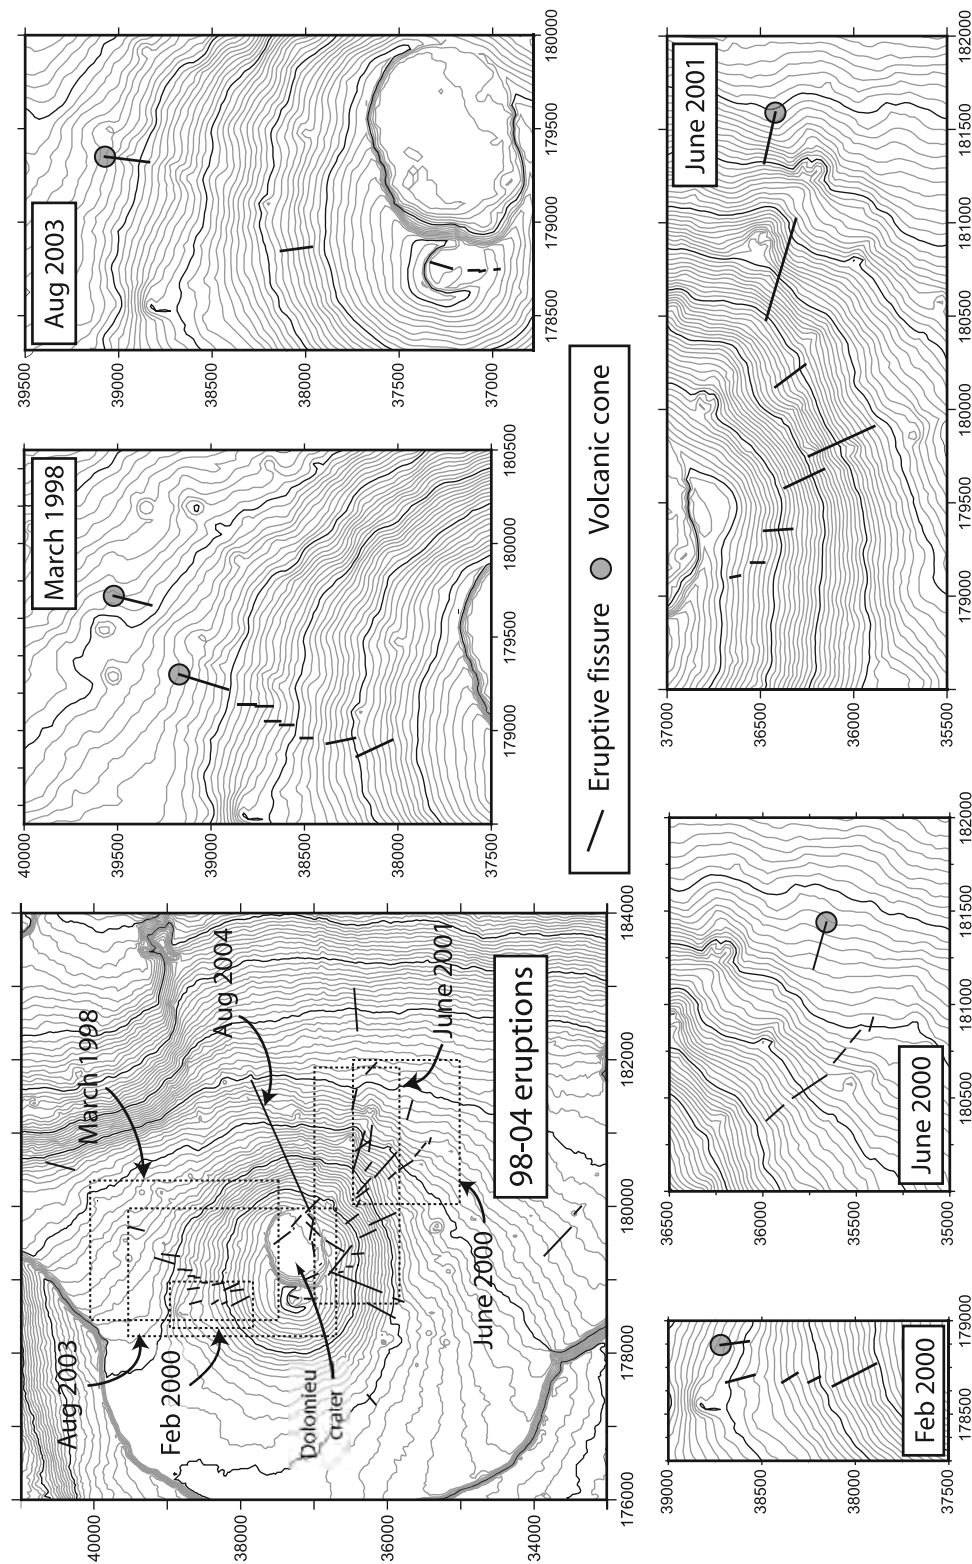 40000
38000
36000
34000
Aug 2003
March 1998
Feb 2000
Aug 2004
Dolomieu
crater
June 2000
June 2001
98-04 eruptions
176000 178000 180000 182000 184000
March 1998
40000
39500
39000
38500
38000
37500
179000 179500 180000 180500
Aug 2003
39500
39000
38500
38000
37500
37000
178500 179000 179500 180000
Eruptive fissure Volcanic cone
39000
38500
38000
37500
Feb 2000
178500 179000
36500
36000
35500
35000
June 2000
180500 181000 181500 182000
June 2001
37000
36500
36000
35500
179000 179500 180000 180500 181000 181500 182000